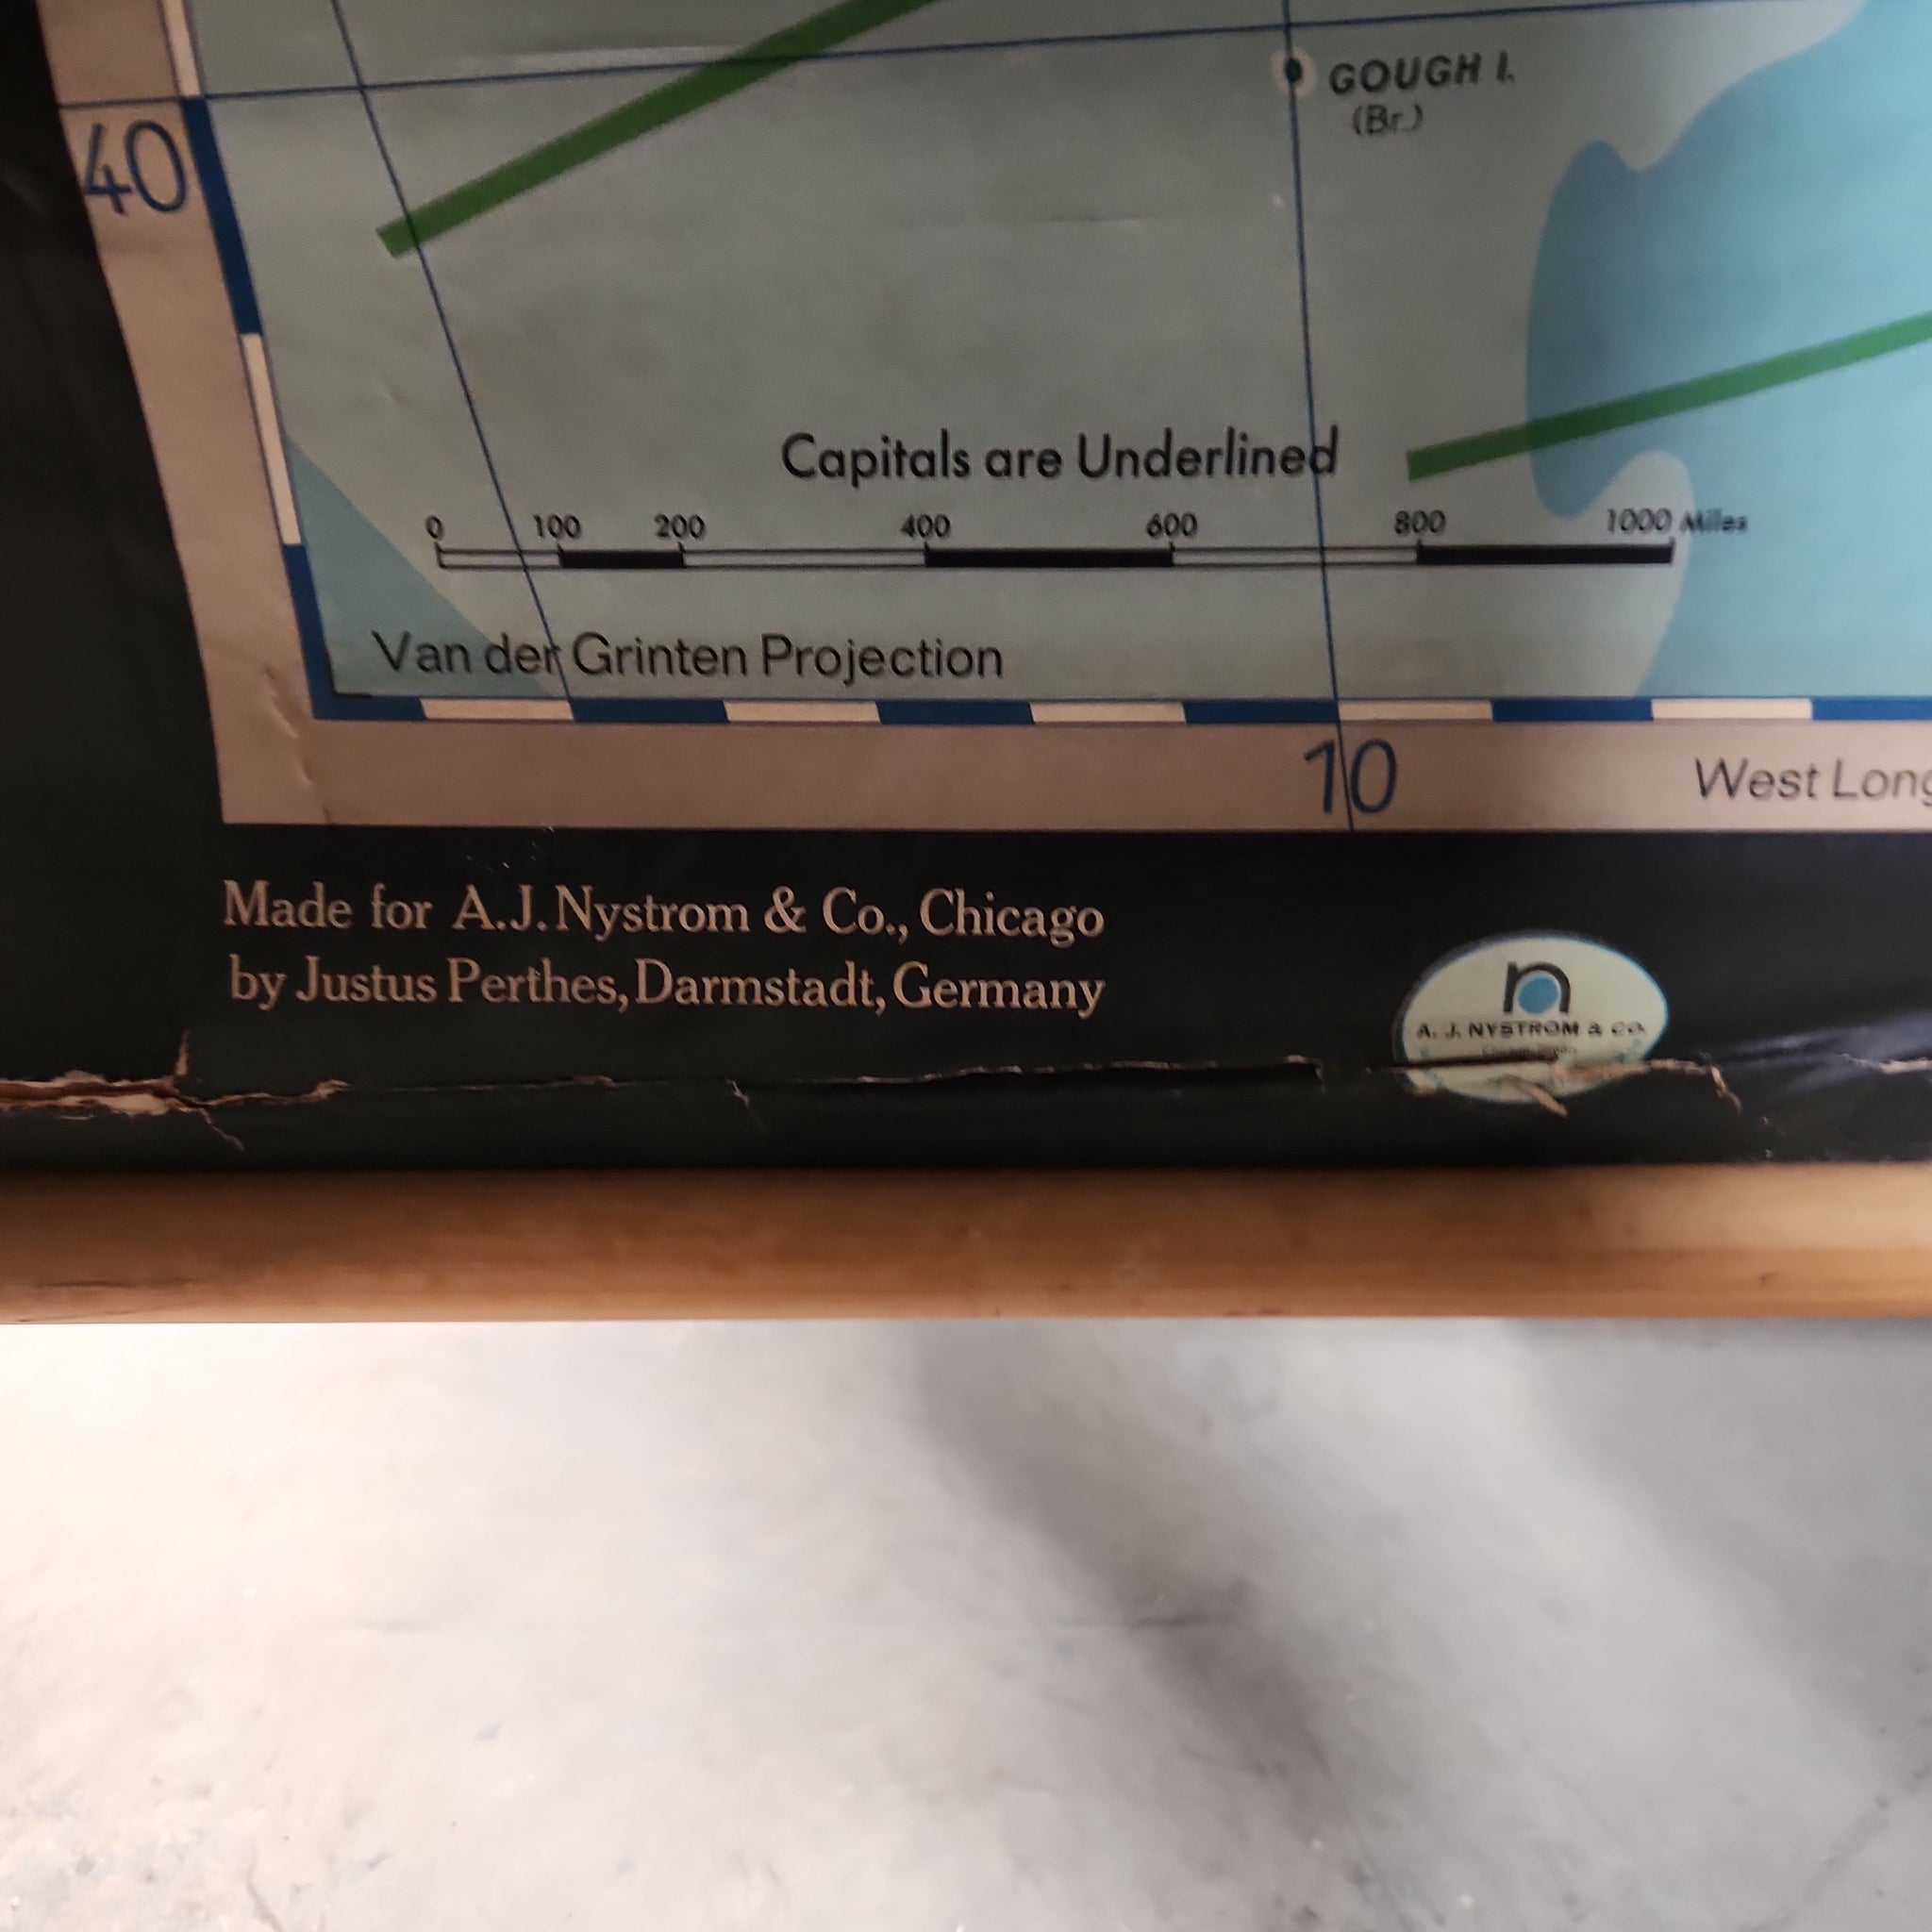 GOUGH I.
(Br.)
40
Capitals are Underlined
0 100 200 400 600 800 1000 Miles
Van der Grinten Projection
10
West Long
Made for A.J. Nystrom & Co., Chicago
by Justus Perthes, Darmstadt, Germany
n
A. J. NYSTROM & CO.